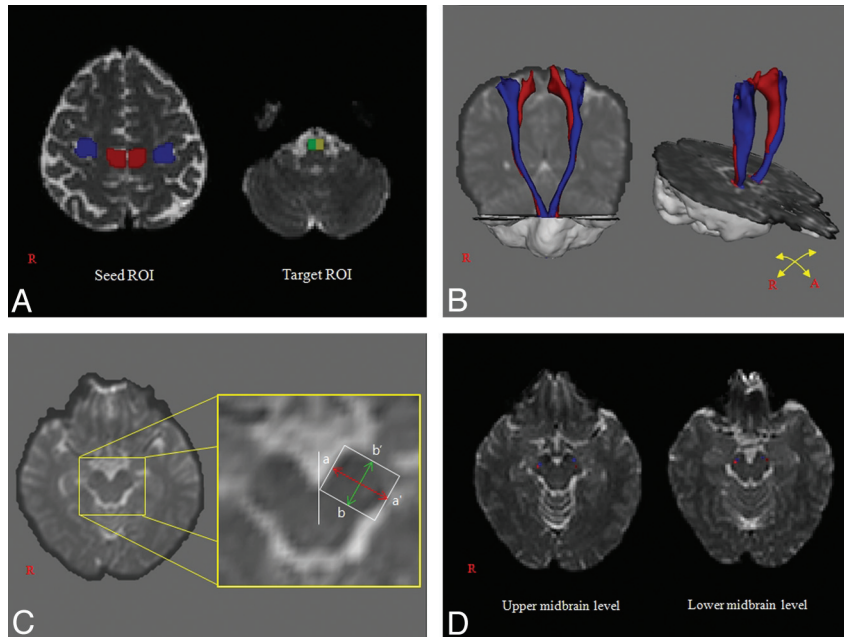 R
Seed ROI
Target ROI
A
R
R
A
B
a
b'
b
a'
R
C
R
Upper midbrain level
Lower midbrain level
D